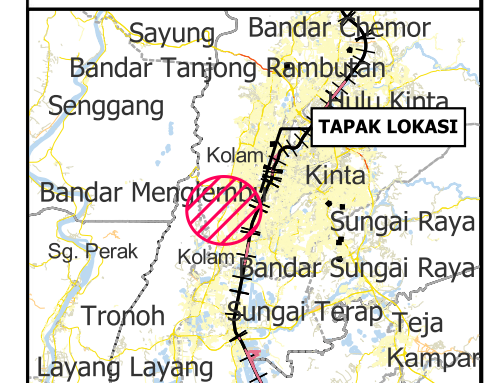 Sayung
Bandar Chemor
Bandar Tanjong Rambutan
Senggang
Hulu Kinta
TAPAK LOKASI
Kolam
Kinta
Bandar Menglembu
Sungai Raya
Sg. Perak
Kolam
Bandar Sungai Raya
Tronoh
Sungai Terap
Teja
Kampar
Layang Layang